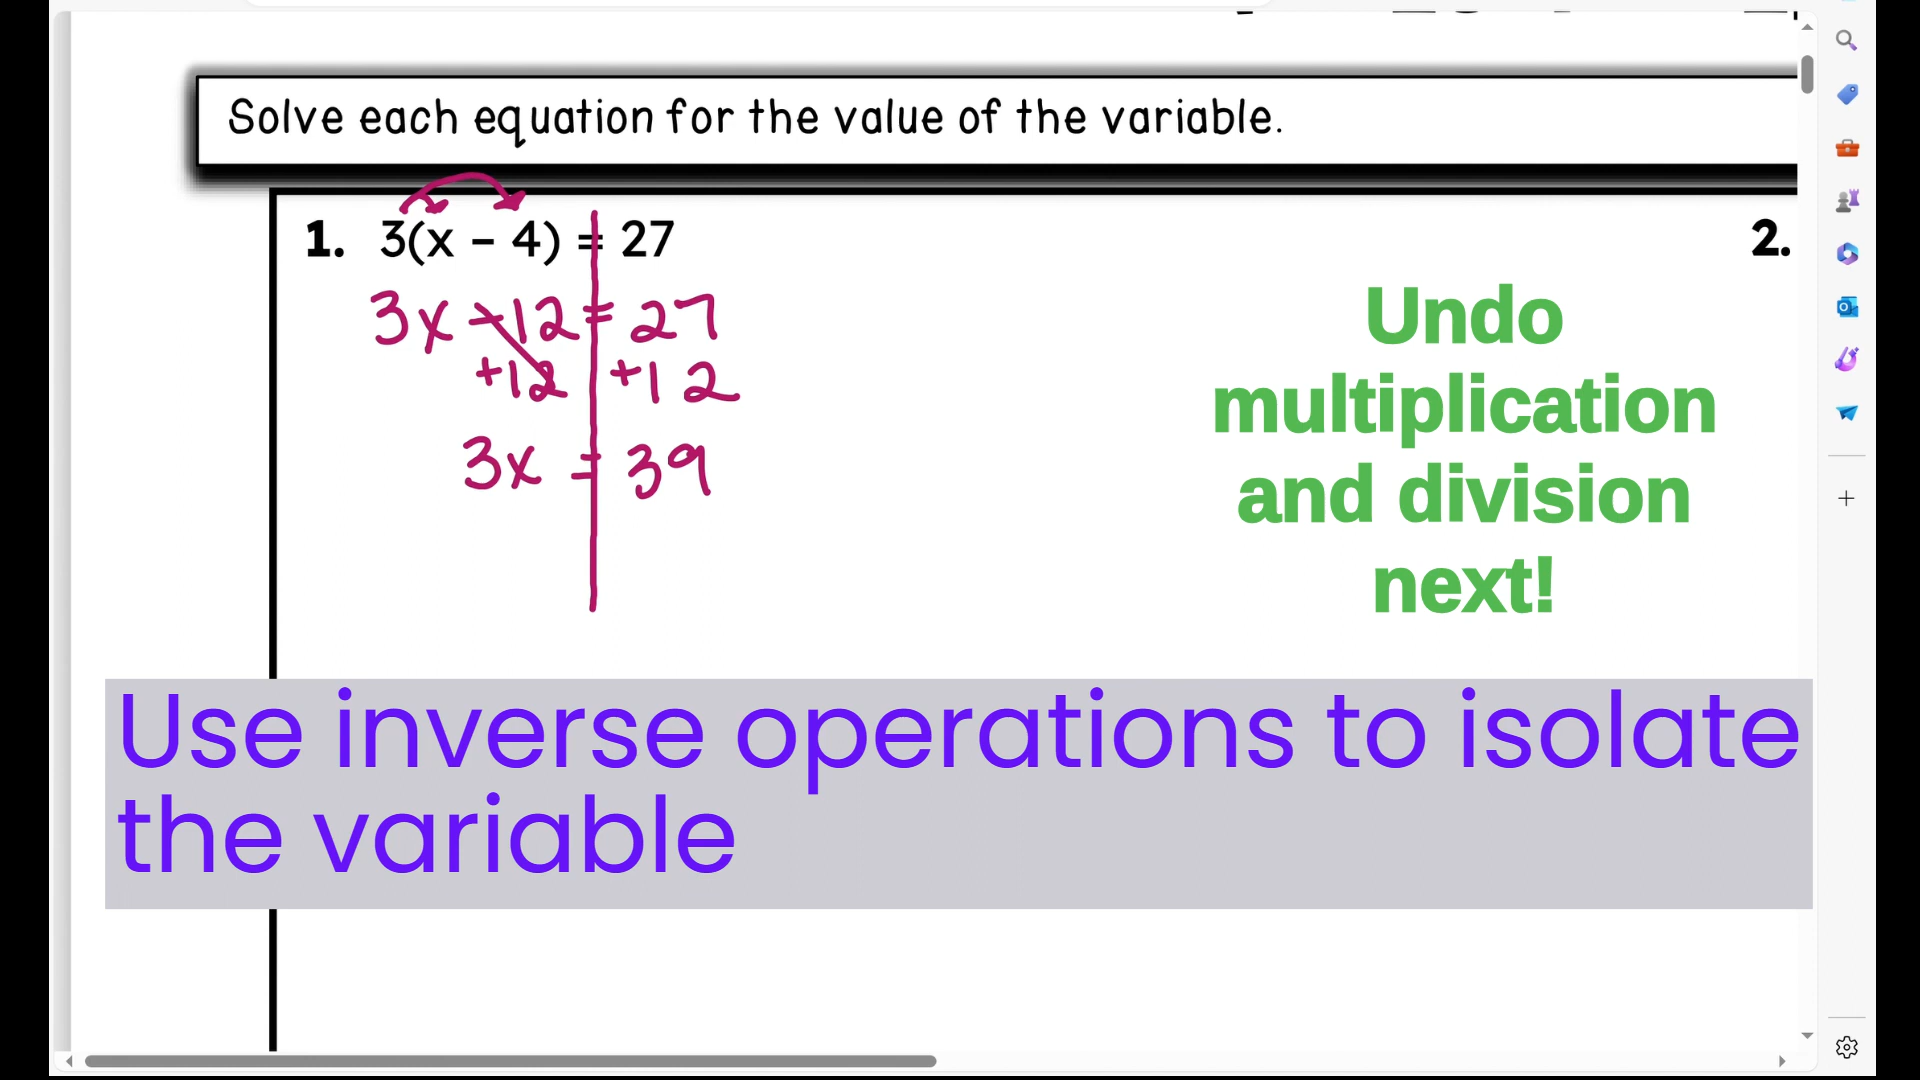 Solve each equation for the value of the variable.
1. 3(x – 4) = 27
2.
3x - 12 = 27
+12 +12
3x = 39
Undo
multiplication
and division
next!
Use inverse operations to isolate
the variable